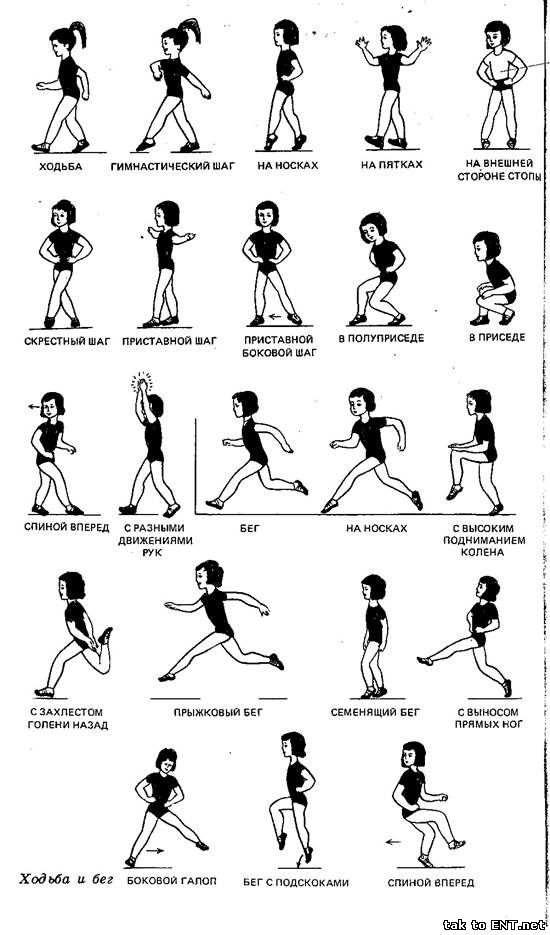 ХОДЬБА
ГИМНАСТИЧЕСКИЙ ШАГ
НА НОСКАХ
НА ПЯТКАХ
НА ВНЕШНЕЙ
СТОРОНЕ СТОПЫ
СКРЕСТНЫЙ ШАГ
ПРИСТАВНОЙ ШАГ
ПРИСТАВНОЙ
БОКОВОЙ ШАГ
В ПОЛУПРИСЕДЕ
В ПРИСЕДЕ
СПИНОЙ ВПЕРЕД
С РАЗНЫМИ
ДВИЖЕНИЯМИ
РУК
БЕГ
НА НОСКАХ
С ВЫСОКИМ
ПОДНИМАНИЕМ
КОЛЕНА
С ЗАХЛЕСТОМ
ГОЛЕНИ НАЗАД
ПРЫЖКОВЫЙ БЕГ
СЕМЕНЯЩИЙ БЕГ
С ВЫНОСОМ
ПРЯМЫХ НОГ
Ходьба и бег
БОКОВОЙ ГАЛОП
БЕГ С ПОДСКОКАМИ
СПИНОЙ ВПЕРЕД
tak to ENT.net